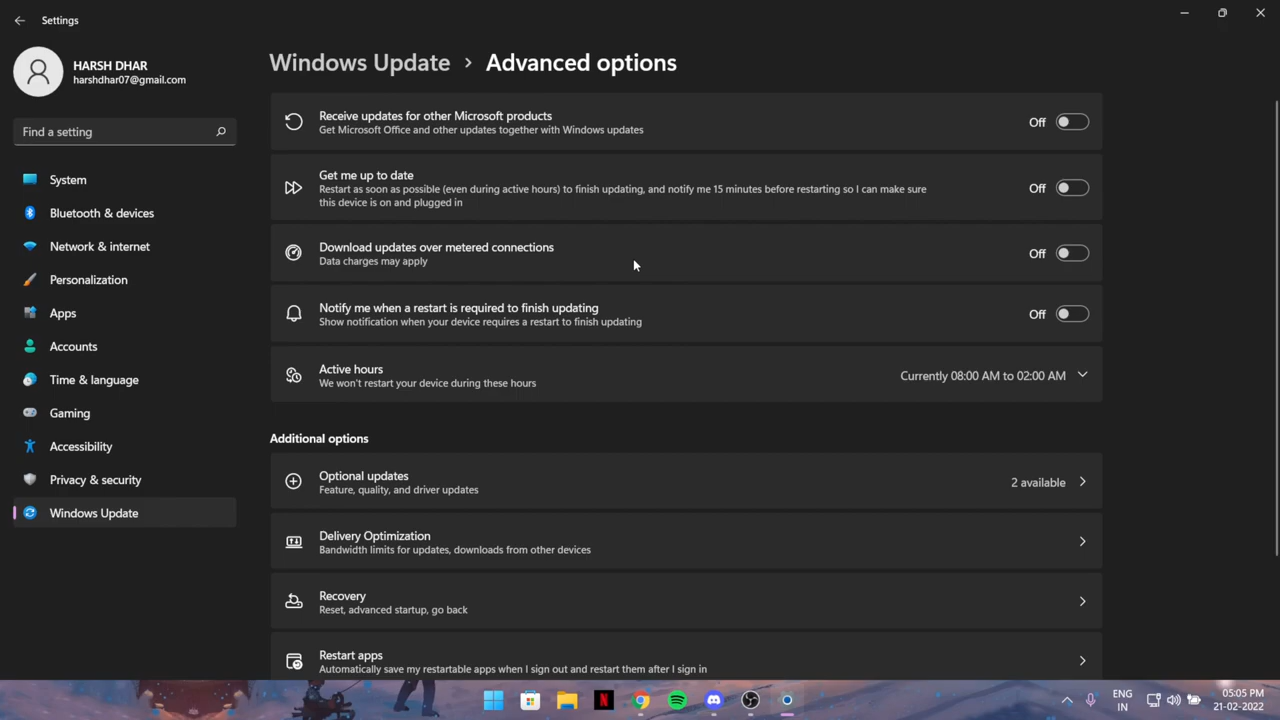 Settings
HARSH DHAR
harshdhar07@gmail.com
Find a setting
System
Bluetooth & devices
Network & internet
Personalization
Apps
Accounts
Time & language
Gaming
Accessibility
Privacy & security
Windows Update
Windows Update > Advanced options
Receive updates for other Microsoft products
Get Microsoft Office and other updates together with Windows updates
Off
Get me up to date
Restart as soon as possible (even during active hours) to finish updating, and notify me 15 minutes before restarting so I can make sure
this device is on and plugged in
Off
Download updates over metered connections
Data charges may apply
Off
Notify me when a restart is required to finish updating
Show notification when your device requires a restart to finish updating
Off
Active hours
We won't restart your device during these hours
Currently 08:00 AM to 02:00 AM
Additional options
Optional updates
Feature, quality, and driver updates
2 available
Delivery Optimization
Bandwidth limits for updates, downloads from other devices
Recovery
Reset, advanced startup, go back
Restart apps
Automatically save my restartable apps when I sign out and restart them after I sign in
N
ENG
IN
05:05 PM
21-02-2022